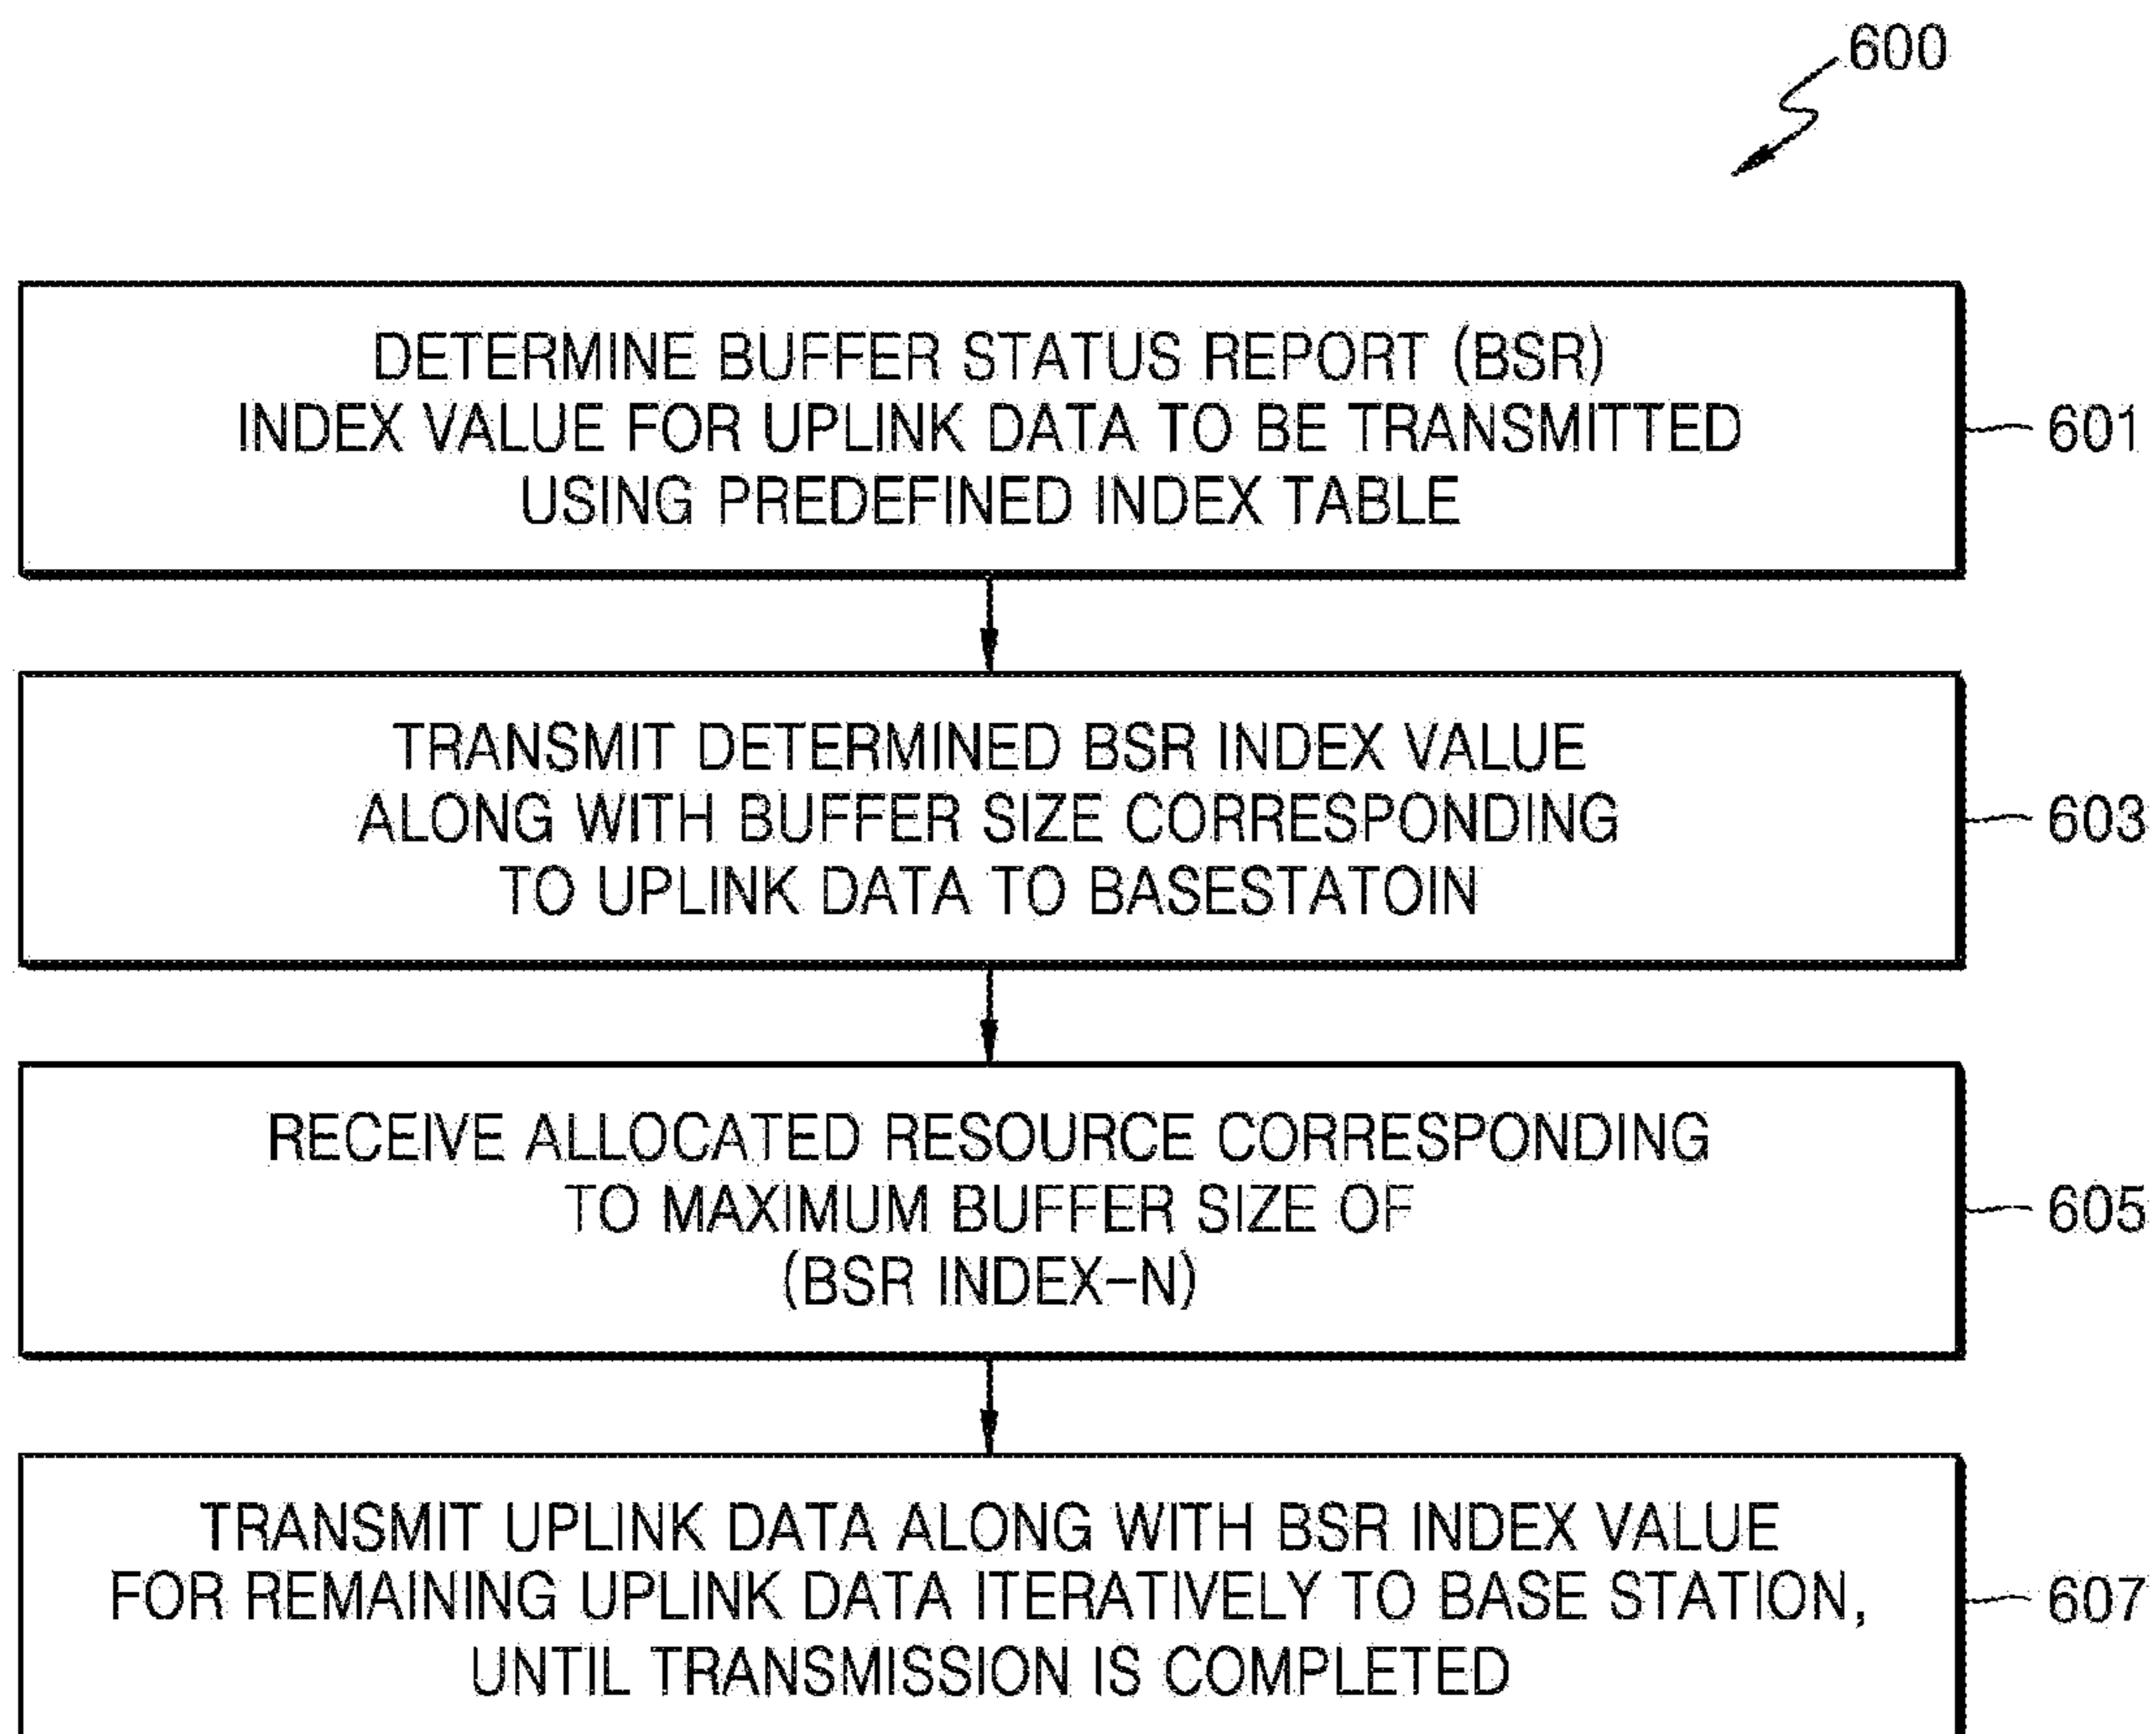 600
DETERMINE BUFFER STATUS REPORT (BSR)
INDEX VALUE FOR UPLINK DATA TO BE TRANSMITTED
USING PREDEFINED INDEX TABLE
601
TRANSMIT DETERMINED BSR INDEX VALUE
ALONG WITH BUFFER SIZE CORRESPONDING
TO UPLINK DATA TO BASESTATOIN
603
RECEIVE ALLOCATED RESOURCE CORRESPONDING
TO MAXIMUM BUFFER SIZE OF
(BSR INDEX-N)
605
TRANSMIT UPLINK DATA ALONG WITH BSR INDEX VALUE
FOR REMAINING UPLINK DATA ITERATIVELY TO BASE STATION,
UNTIL TRANSMISSION IS COMPLETED
607